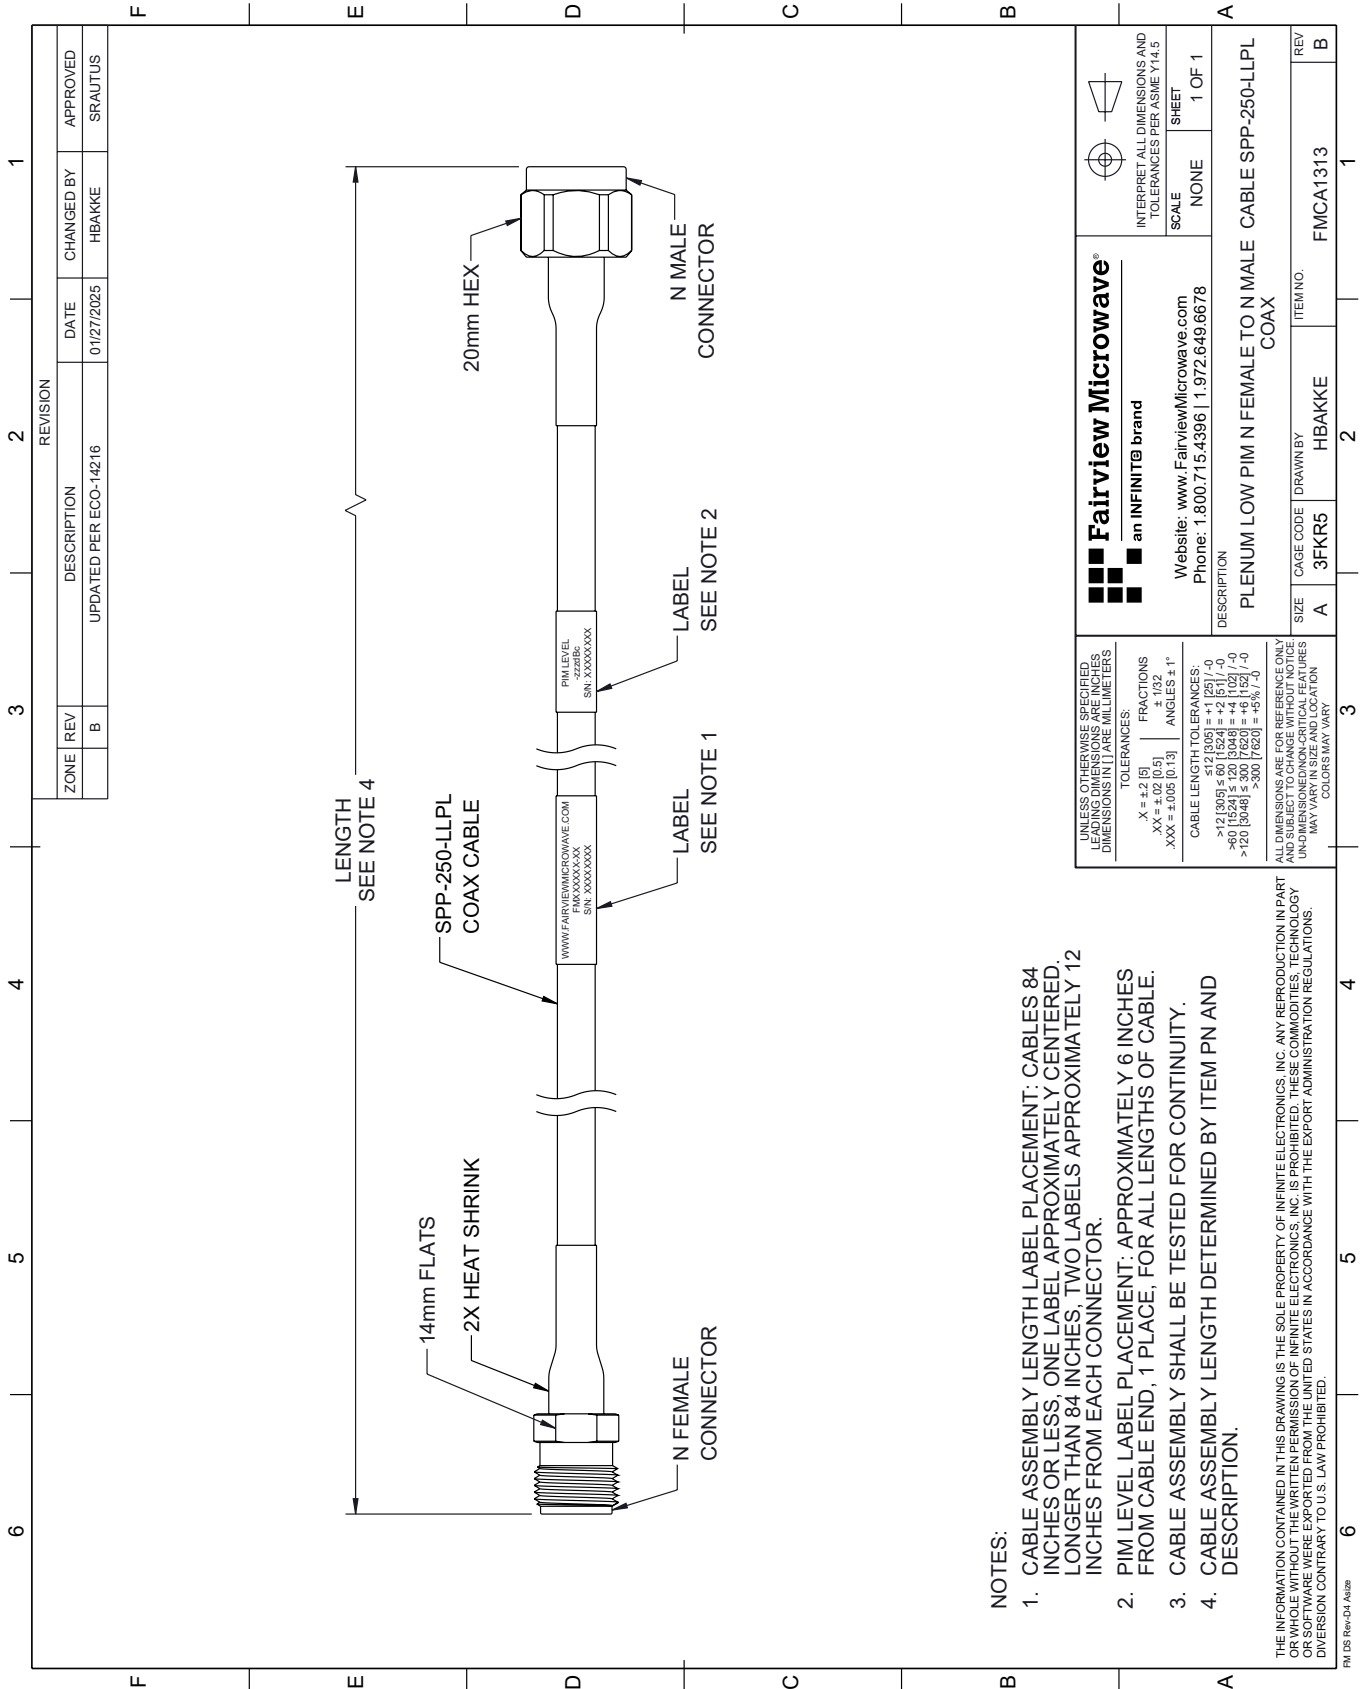 REVISION
ZONE REV DESCRIPTION DATE CHANGED BY APPROVED
B UPDATED PER ECO-14216 01/27/2025 HBAKKE SRAUTUS
6 5 4 3 2 1
F
E
D
C
B
A
LENGTH
SEE NOTE 4
14mm FLATS
2X HEAT SHRINK
SPP-250-LLPL
COAX CABLE
20mm HEX
WWW.FAIRVIEWMICROWAVE.COM
FMXXXXXX-XX
S/N: XXXXXXXX
PIM LEVEL
-zzzdBc
S/N: XXXXXXXX
N FEMALE
CONNECTOR
LABEL
SEE NOTE 1
LABEL
SEE NOTE 2
N MALE
CONNECTOR
NOTES:
1. CABLE ASSEMBLY LENGTH LABEL PLACEMENT: CABLES 84
INCHES OR LESS, ONE LABEL APPROXIMATELY CENTERED.
LONGER THAN 84 INCHES, TWO LABELS APPROXIMATELY 12
INCHES FROM EACH CONNECTOR.
2. PIM LEVEL LABEL PLACEMENT: APPROXIMATELY 6 INCHES
FROM CABLE END, 1 PLACE, FOR ALL LENGTHS OF CABLE.
3. CABLE ASSEMBLY SHALL BE TESTED FOR CONTINUITY.
4. CABLE ASSEMBLY LENGTH DETERMINED BY ITEM PN AND
DESCRIPTION.
THE INFORMATION CONTAINED IN THIS DRAWING IS THE SOLE PROPERTY OF INFINITE ELECTRONICS, INC. ANY REPRODUCTION IN PART
OR WHOLE WITHOUT THE WRITTEN PERMISSION OF INFINITE ELECTRONICS, INC. IS PROHIBITED. THESE COMMODITIES, TECHNOLOGY
OR SOFTWARE WERE EXPORTED FROM THE UNITED STATES IN ACCORDANCE WITH THE EXPORT ADMINISTRATION REGULATIONS.
DIVERSION CONTRARY TO U.S. LAW PROHIBITED.
UNLESS OTHERWISE SPECIFIED
LEADING DIMENSIONS ARE INCHES
DIMENSIONS IN [ ] ARE MILLIMETERS
TOLERANCES:
.X = ±.2 [5] FRACTIONS
.XX = ±.02 [0.5] ± 1/32
.XXX = ±.005 [0.13] ANGLES ± 1°
CABLE LENGTH TOLERANCES:
≤12 [305] = +1 [25] / -0
>12 [305] ≤ 60 [1524] = +2 [51] / -0
>60 [1524] ≤ 120 [3048] = +4 [102] / -0
>120 [3048] ≤ 300 [7620] = +6 [152] / -0
>300 [7620] = +5% / -0
ALL DIMENSIONS ARE FOR REFERENCE ONLY
AND SUBJECT TO CHANGE WITHOUT NOTICE.
UN-DIMENSIONED/NON-CRITICAL FEATURES
MAY VARY IN SIZE AND LOCATION
COLORS MAY VARY
Fairview Microwave®
an INFINIT® brand
Website: www.FairviewMicrowave.com
Phone: 1.800.715.4396 | 1.972.649.6678
INTERPRET ALL DIMENSIONS AND
TOLERANCES PER ASME Y14.5
SCALE NONE
SHEET 1 OF 1
DESCRIPTION
PLENUM LOW PIM N FEMALE TO N MALE CABLE SPP-250-LLPL
COAX
SIZE A
CAGE CODE 3FKR5
DRAWN BY HBAKKE
ITEM NO. FMCA1313
REV B
6 5 4 3 2 1
F
E
D
C
B
A
FM DS Rev-D4 Asize